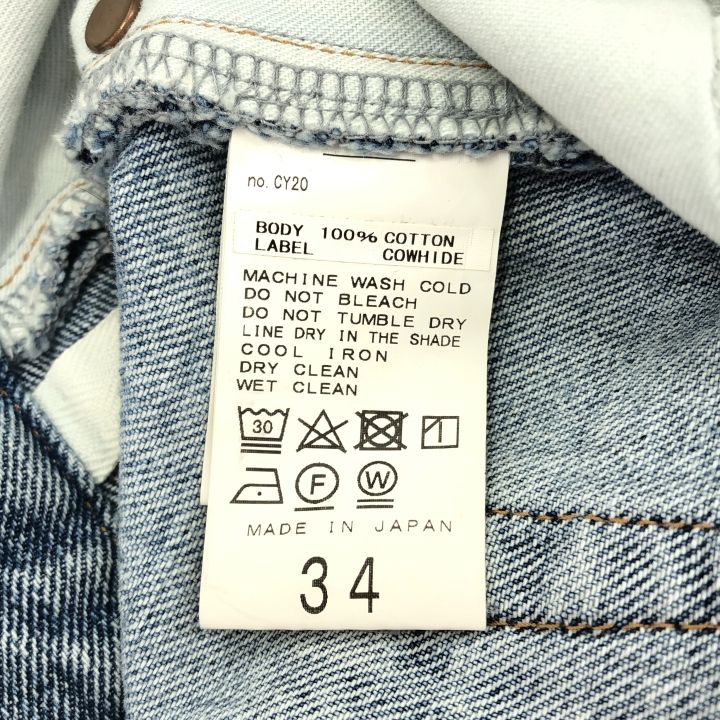 no. CY20
BODY 100% COTTON
LABEL COWHIDE
MACHINE WASH COLD
DO NOT BLEACH
DO NOT TUMBLE DRY
LINE DRY IN THE SHADE
COOL IRON
DRY CLEAN
WET CLEAN
30
F W
MADE IN JAPAN
34